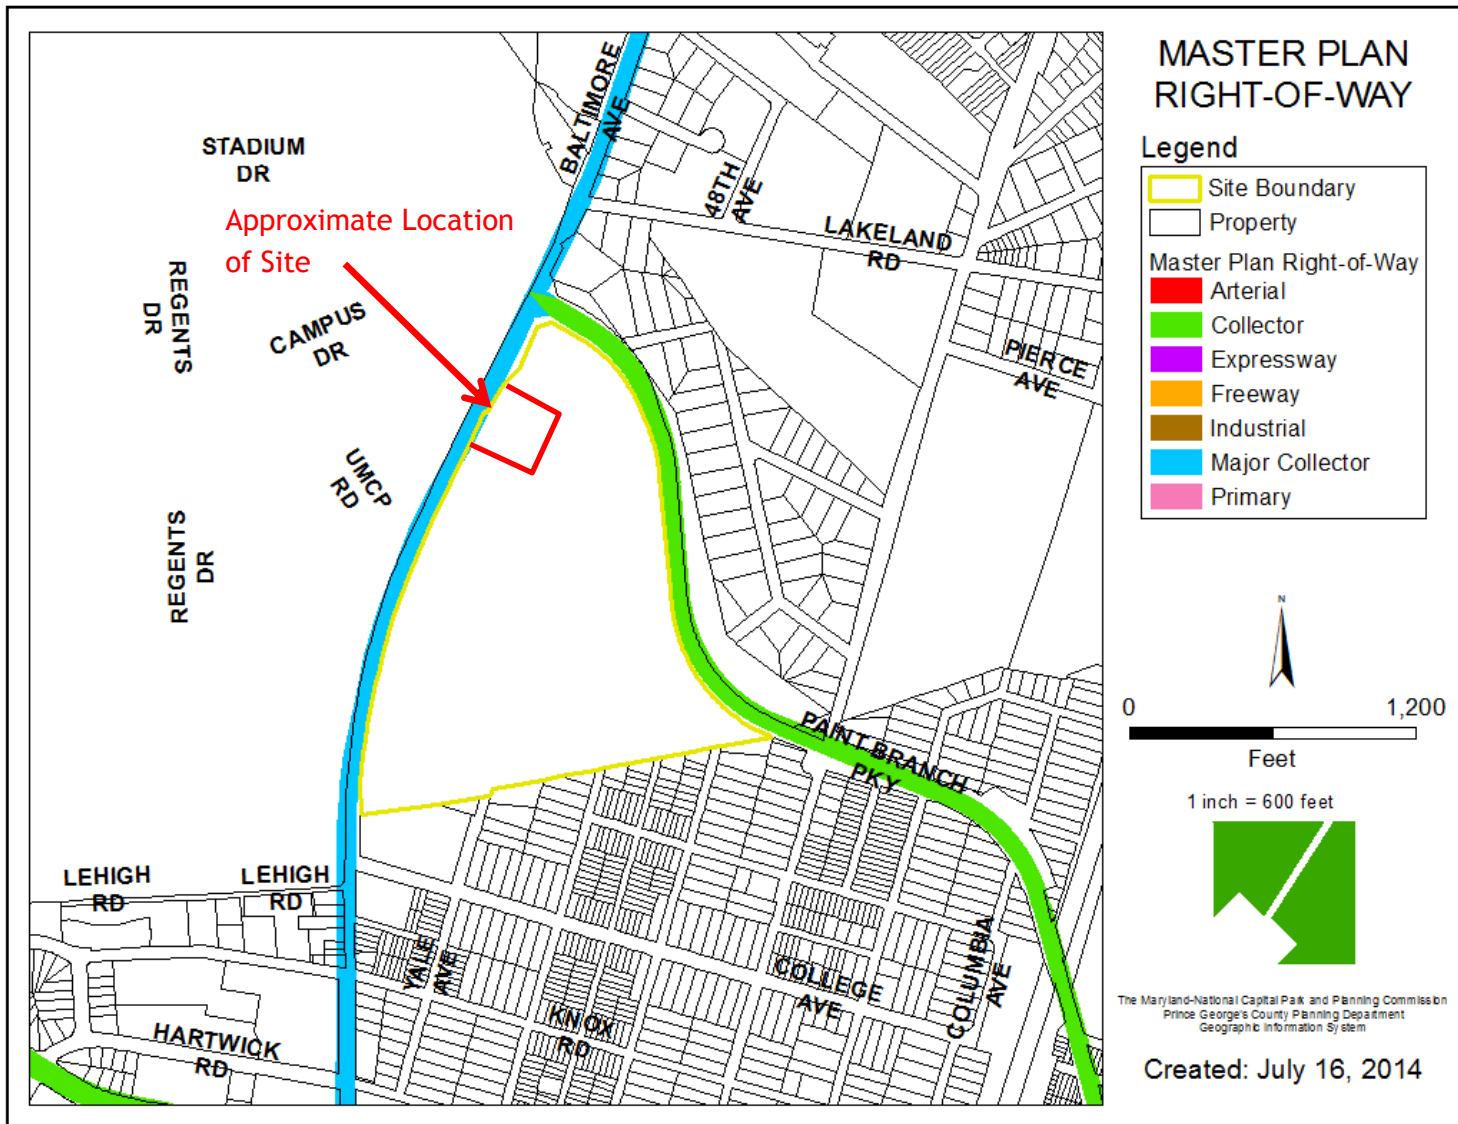 MASTER PLAN
RIGHT-OF-WAY
Legend
Site Boundary
Property
Master Plan Right-of-Way
Arterial
Collector
Expressway
Freeway
Industrial
Major Collector
Primary
N
0 1,200
Feet
1 inch = 600 feet
The Maryland-National Capital Park and Planning Commission
Prince George's County Planning Department
Geographic Information System
Created: July 16, 2014
BALTIMORE
AVE
STADIUM
DR
Approximate Location
of Site
48TH
AVE
LAKELAND
RD
REGENTS
DR
CAMPUS
DR
PIERCE
AVE
UMCP
RD
REGENTS
DR
PAINT BRANCH
PKY
LEHIGH
RD
LEHIGH
RD
YALE
AVE
COLLEGE
AVE
COLUMBIA
AVE
KNOX
RD
HARTWICK
RD